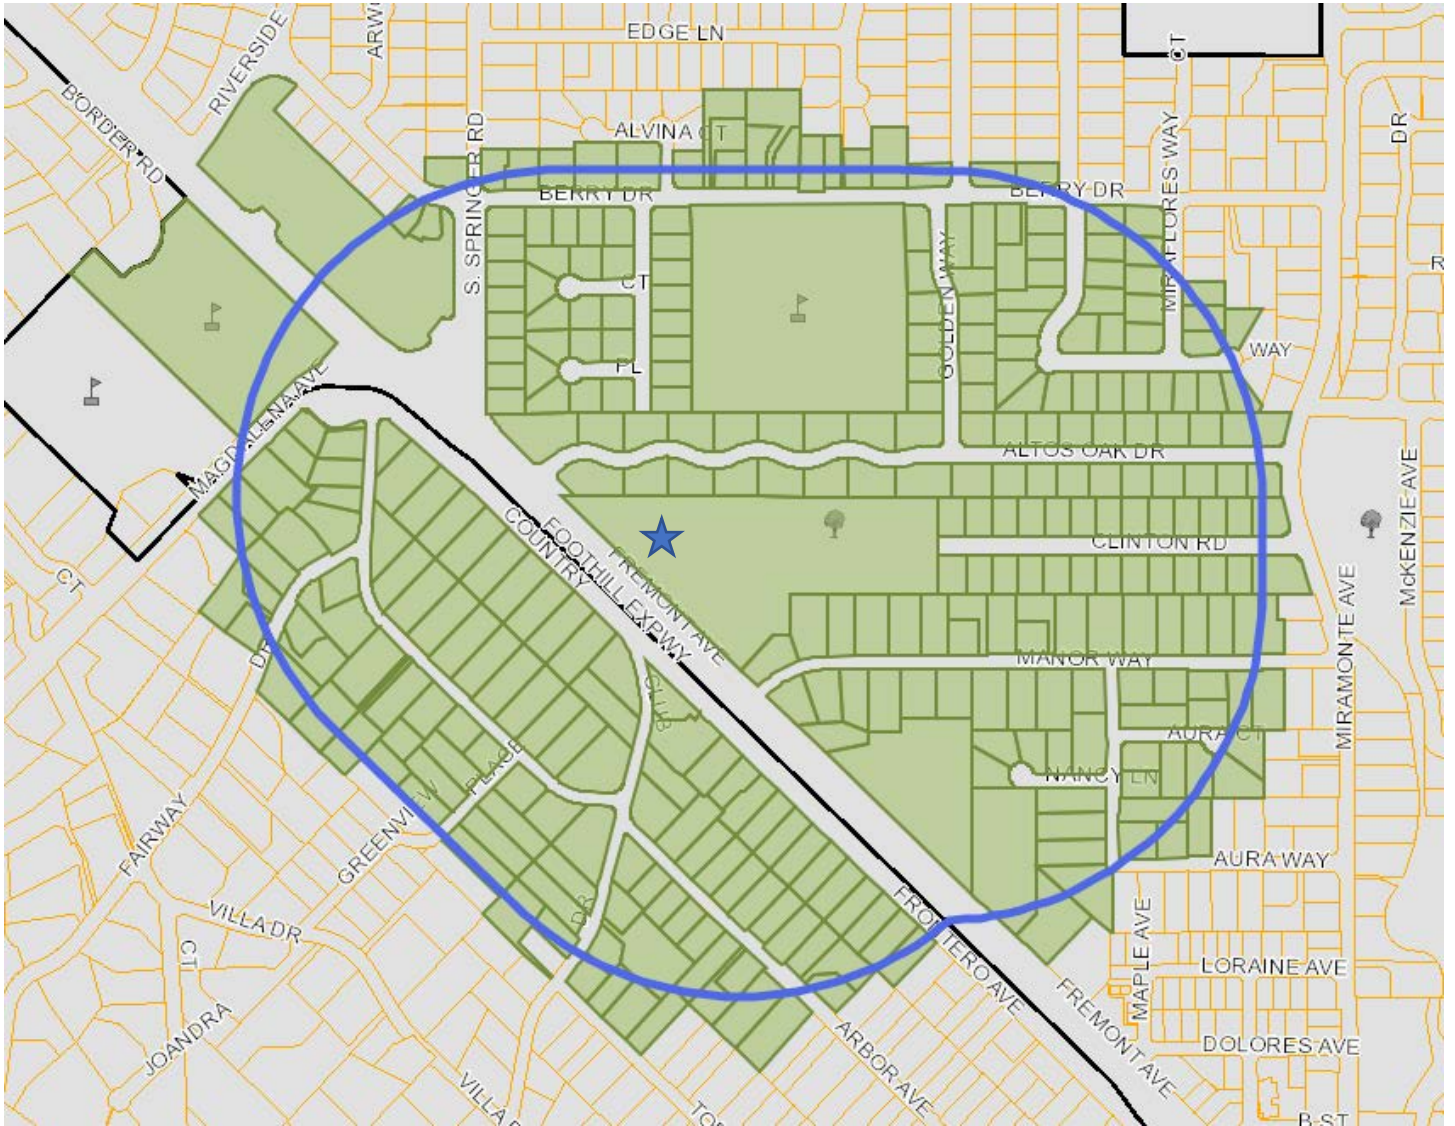 EDGE LN
ARWO
RIVERSIDE
CT
BORDER RD
ALVINA CT
DR
MIRAFLORES WAY
S. SPRINGER RD
BERRY DR
BERRY DR
GOLDEN WAY
R
CT
WAY
PL
MAGDALENA AVE
ALTOS OAK DR
McKENZIE AVE
COUNTRY
FOOTHILL EXPWY
FREMONT AVE
CLINTON RD
CT
MIRAMONTE AVE
DR
MANOR WAY
CLUB
AURA CT
PLACE
NANCY LN
GREENVIEW
FAIRWAY
AURA WAY
VILLA DR
DR
FRONTERO AVE
MAPLE AVE
CT
LORAINE AVE
FREMONT AVE
JOANDRA
DOLORES AVE
ARBOR AVE
VILLA
B ST